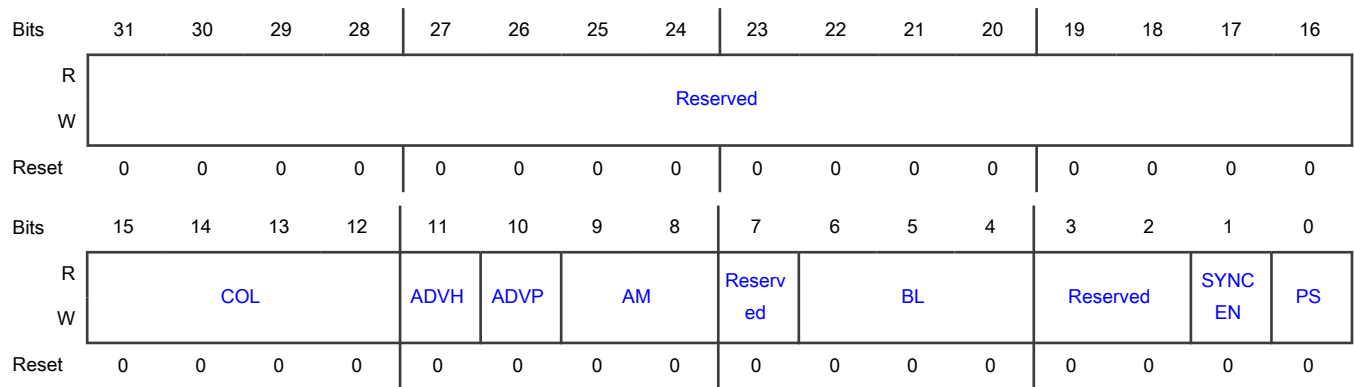 Bits 31 30 29 28 27 26 25 24 23 22 21 20 19 18 17 16
R
Reserved
W
Reset 0 0 0 0 0 0 0 0 0 0 0 0 0 0 0 0
Bits 15 14 13 12 11 10 9 8 7 6 5 4 3 2 1 0
R
COL ADVH ADVP AM Reserv BL Reserved SYNC PS
ed EN
W
Reset 0 0 0 0 0 0 0 0 0 0 0 0 0 0 0 0